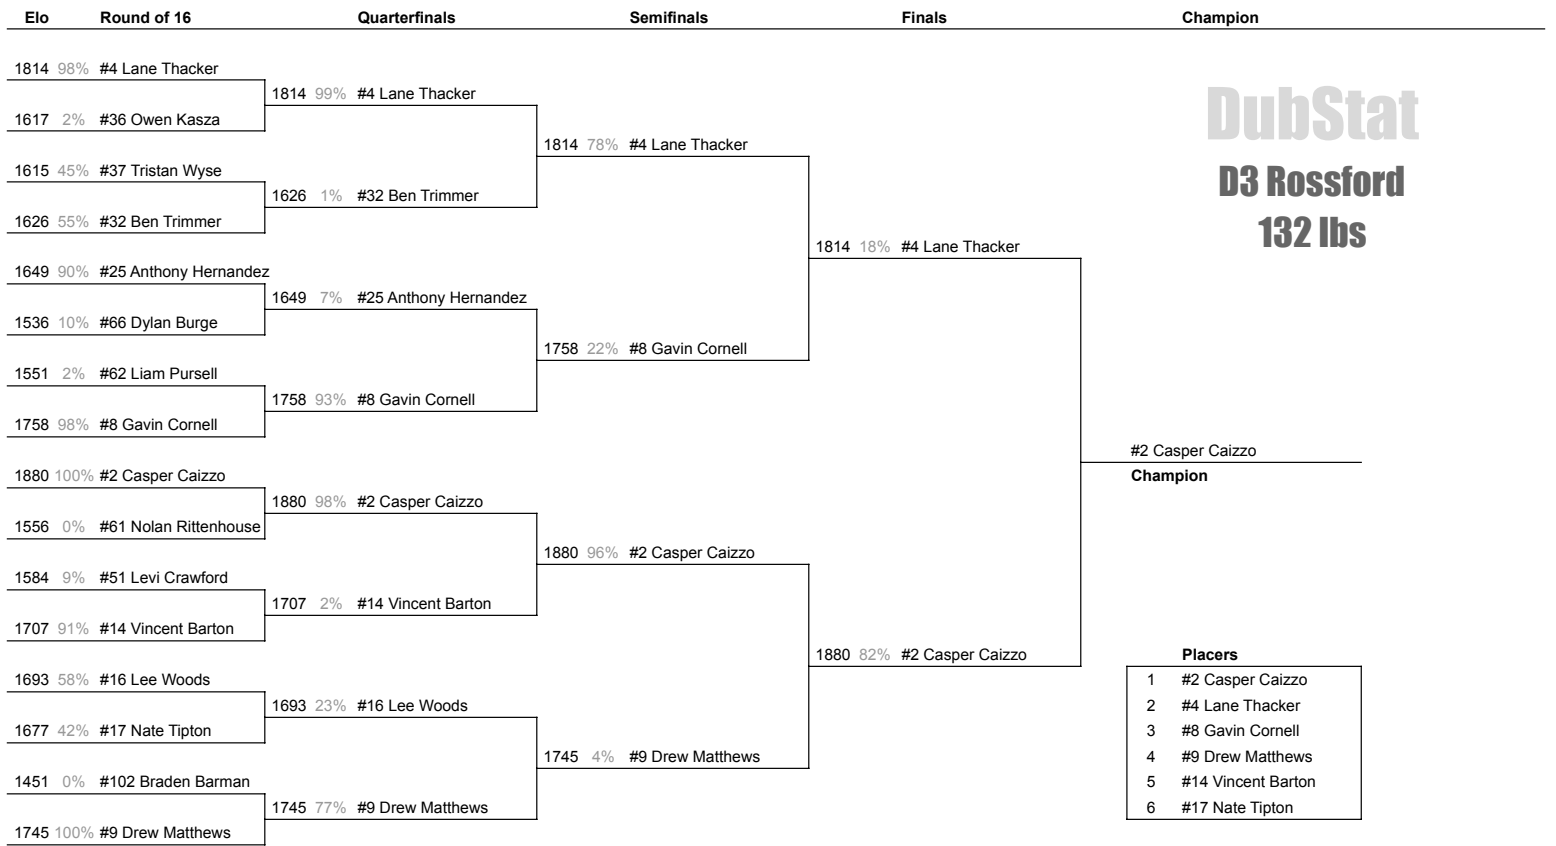 Elo Round of 16 Quarterfinals Semifinals Finals Champion
1814 98% #4 Lane Thacker
1814 99% #4 Lane Thacker
1617 2% #36 Owen Kasza
1814 78% #4 Lane Thacker
1615 45% #37 Tristan Wyse
1626 1% #32 Ben Trimmer
1626 55% #32 Ben Trimmer
1814 18% #4 Lane Thacker
1649 90% #25 Anthony Hernandez
1649 7% #25 Anthony Hernandez
1536 10% #66 Dylan Burge
1758 22% #8 Gavin Cornell
1551 2% #62 Liam Pursell
1758 93% #8 Gavin Cornell
1758 98% #8 Gavin Cornell
DubStat
D3 Rossford
132 lbs
#2 Casper Caizzo
Champion
1880 100% #2 Casper Caizzo
1880 98% #2 Casper Caizzo
1556 0% #61 Nolan Rittenhouse
1880 96% #2 Casper Caizzo
1584 9% #51 Levi Crawford
1707 2% #14 Vincent Barton
1707 91% #14 Vincent Barton
1880 82% #2 Casper Caizzo
1693 58% #16 Lee Woods
1693 23% #16 Lee Woods
1677 42% #17 Nate Tipton
1745 4% #9 Drew Matthews
1451 0% #102 Braden Barman
1745 77% #9 Drew Matthews
1745 100% #9 Drew Matthews
Placers
1 #2 Casper Caizzo
2 #4 Lane Thacker
3 #8 Gavin Cornell
4 #9 Drew Matthews
5 #14 Vincent Barton
6 #17 Nate Tipton